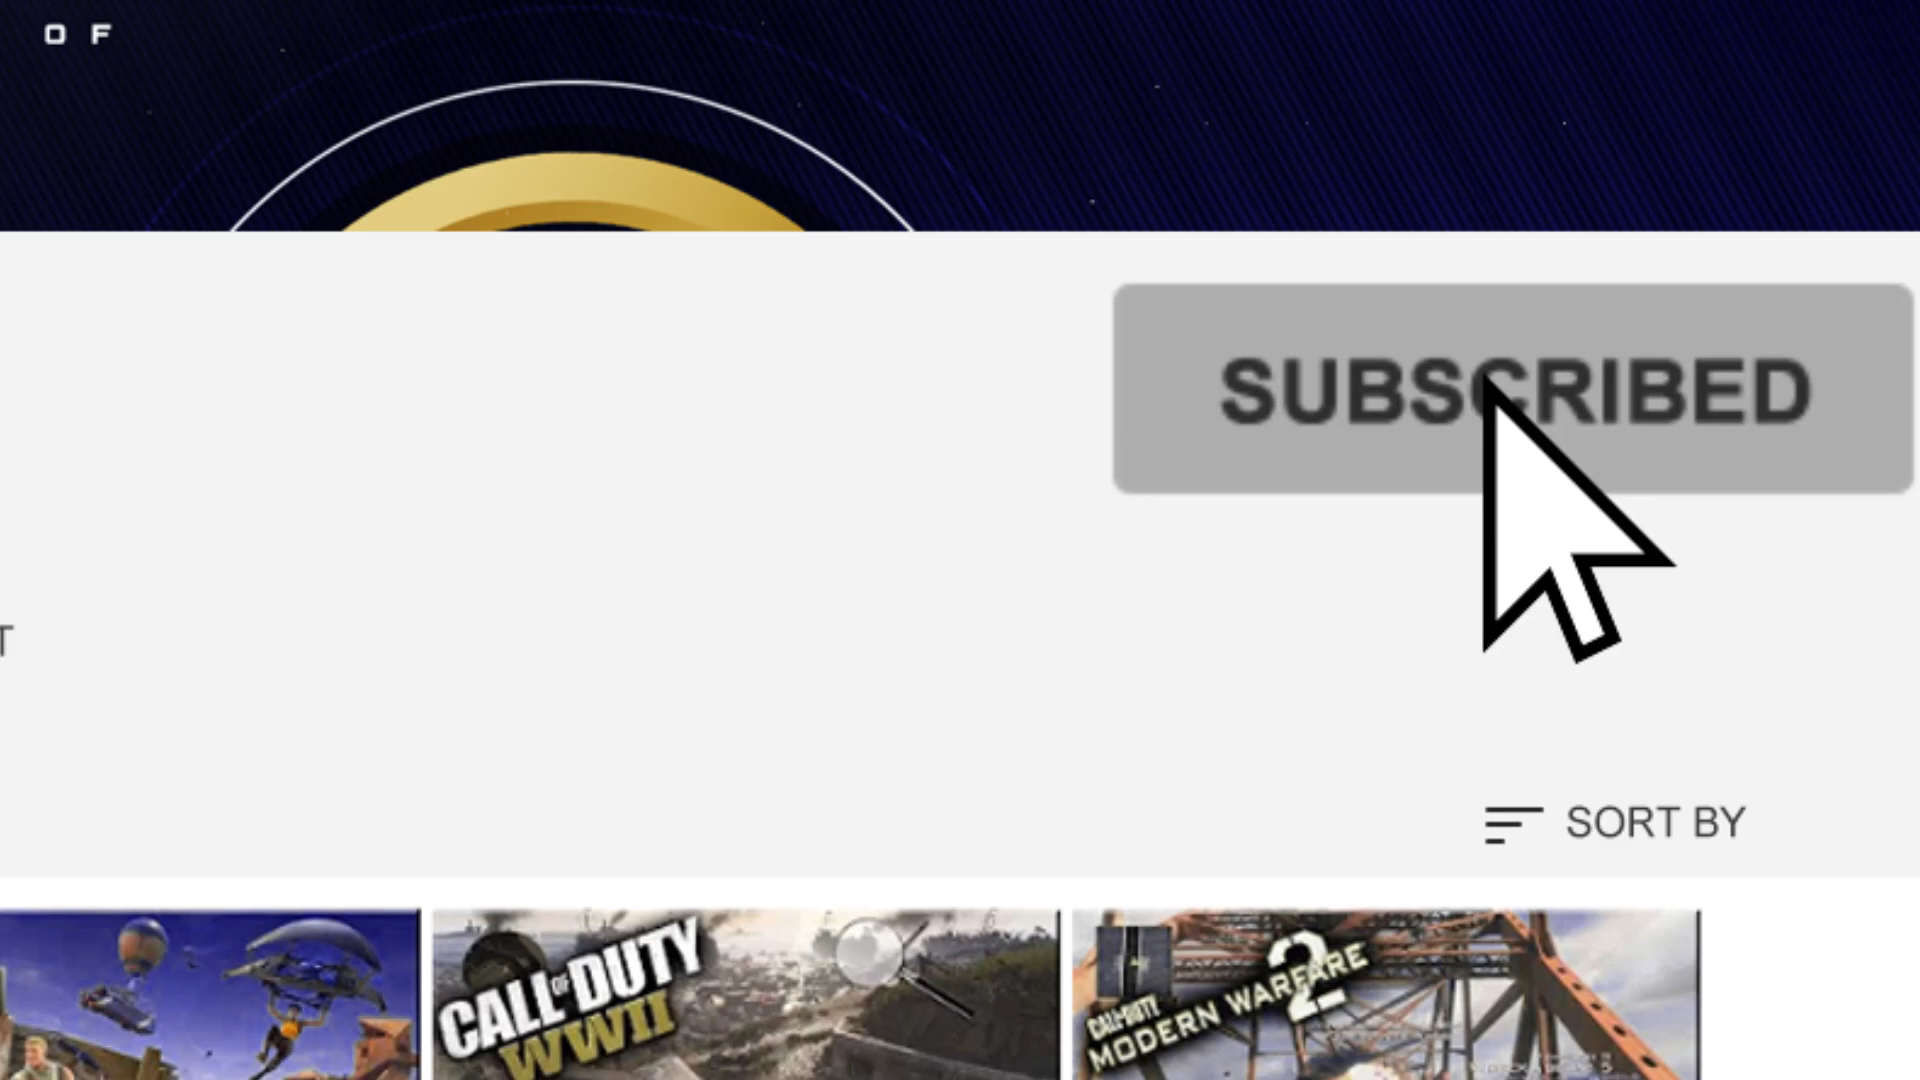 O F
SUBSCRIBED
T
SORT BY
CALL OF DUTY
WWII
CALL OF DUTY
MODERN WARFARE
2